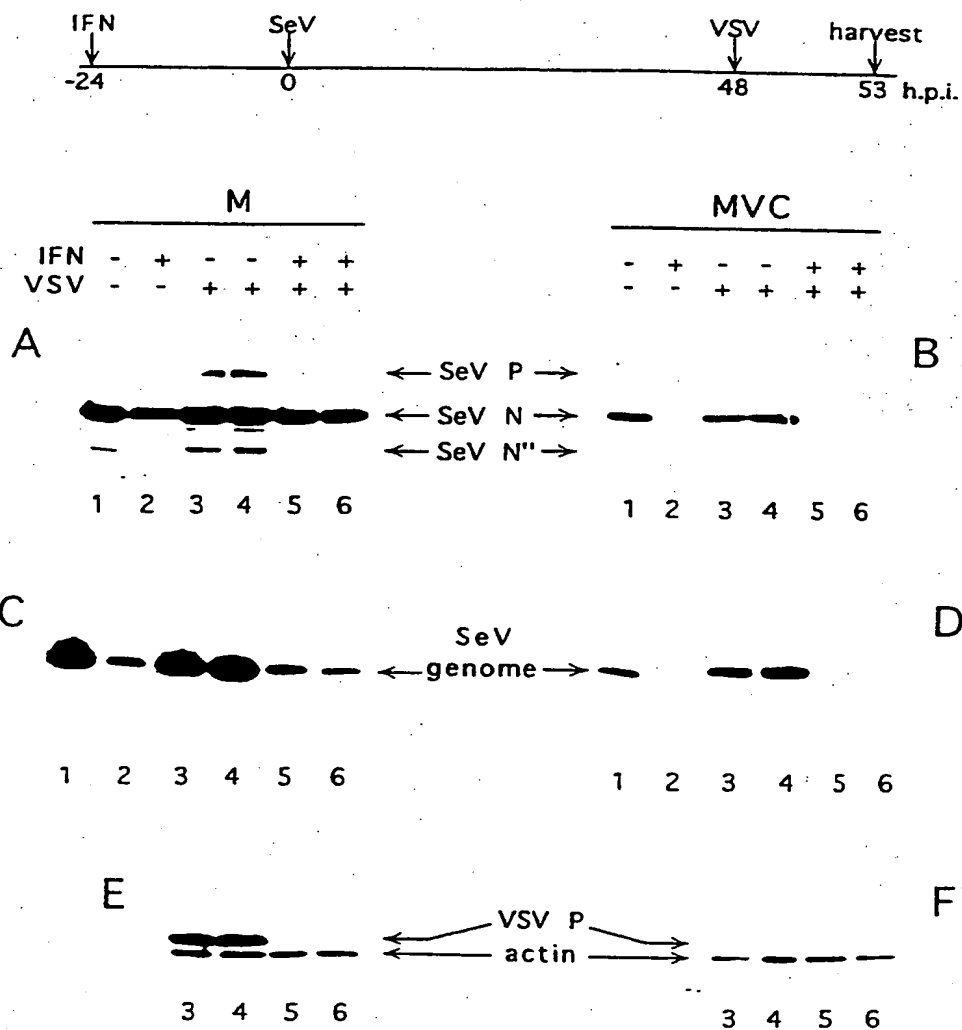 IFN SeV VSV harvest
-24 0 48 53 h.p.i.
M MVC
IFN - + - - + + - + - - + +
VSV - - + + + + - - + + + +
A ← SeV P → B
← SeV N →
← SeV N" →
1 2 3 4 5 6 1 2 3 4 5 6
C SeV D
← genome →
1 2 3 4 5 6 1 2 3 4 5 6
E VSV P F
← actin →
3 4 5 6 3 4 5 6